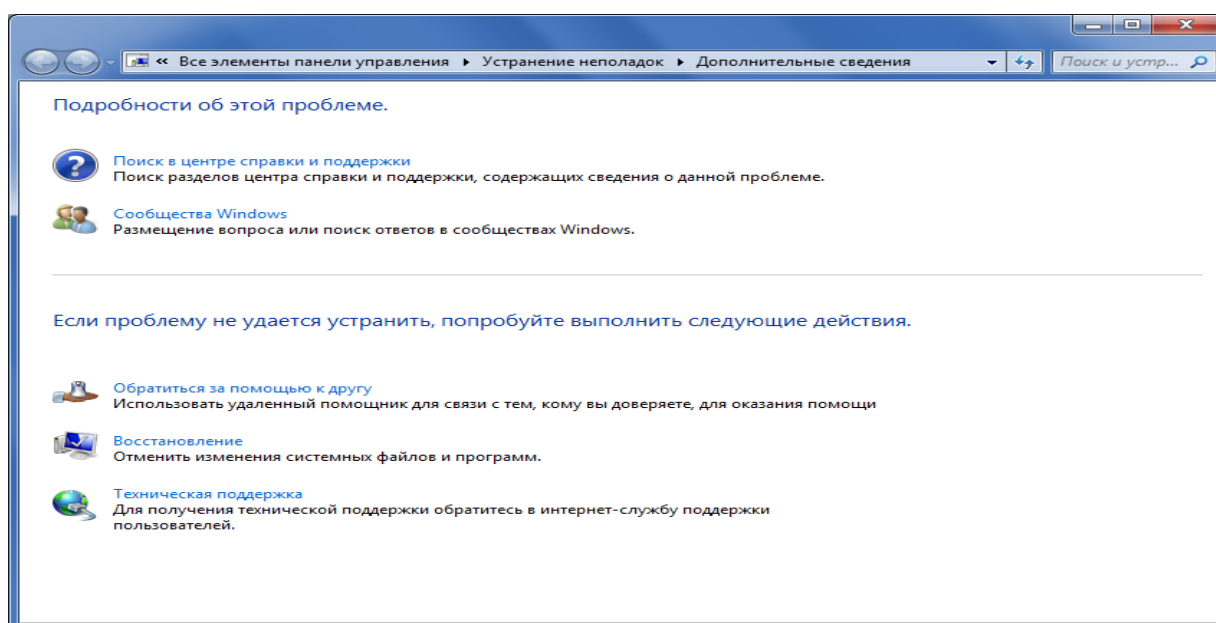 « Все элементы панели управления ▸ Устранение неполадок ▸ Дополнительные сведения
Поиск и устр...
Подробности об этой проблеме.
Поиск в центре справки и поддержки
Поиск разделов центра справки и поддержки, содержащих сведения о данной проблеме.
Сообщества Windows
Размещение вопроса или поиск ответов в сообществах Windows.
Если проблему не удается устранить, попробуйте выполнить следующие действия.
Обратиться за помощью к другу
Использовать удаленный помощник для связи с тем, кому вы доверяете, для оказания помощи
Восстановление
Отменить изменения системных файлов и программ.
Техническая поддержка
Для получения технической поддержки обратитесь в интернет-службу поддержки
пользователей.